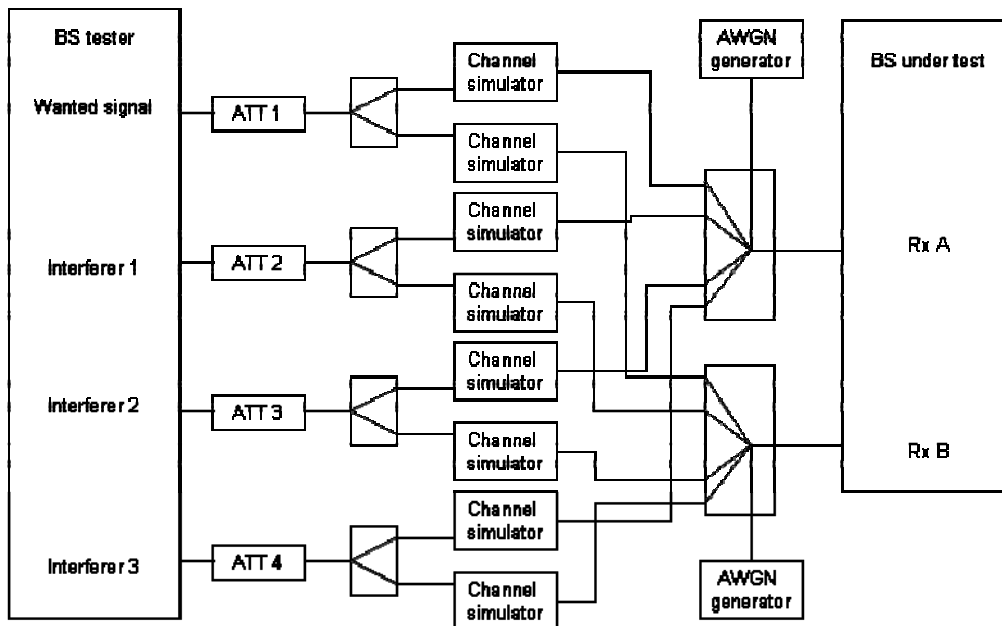 BS tester
Wanted signal
Interferer 1
Interferer 2
Interferer 3
ATT 1
ATT 2
ATT 3
ATT 4
Channel
simulator
Channel
simulator
Channel
simulator
Channel
simulator
Channel
simulator
Channel
simulator
Channel
simulator
Channel
simulator
AWGN
generator
AWGN
generator
BS under test
Rx A
Rx B